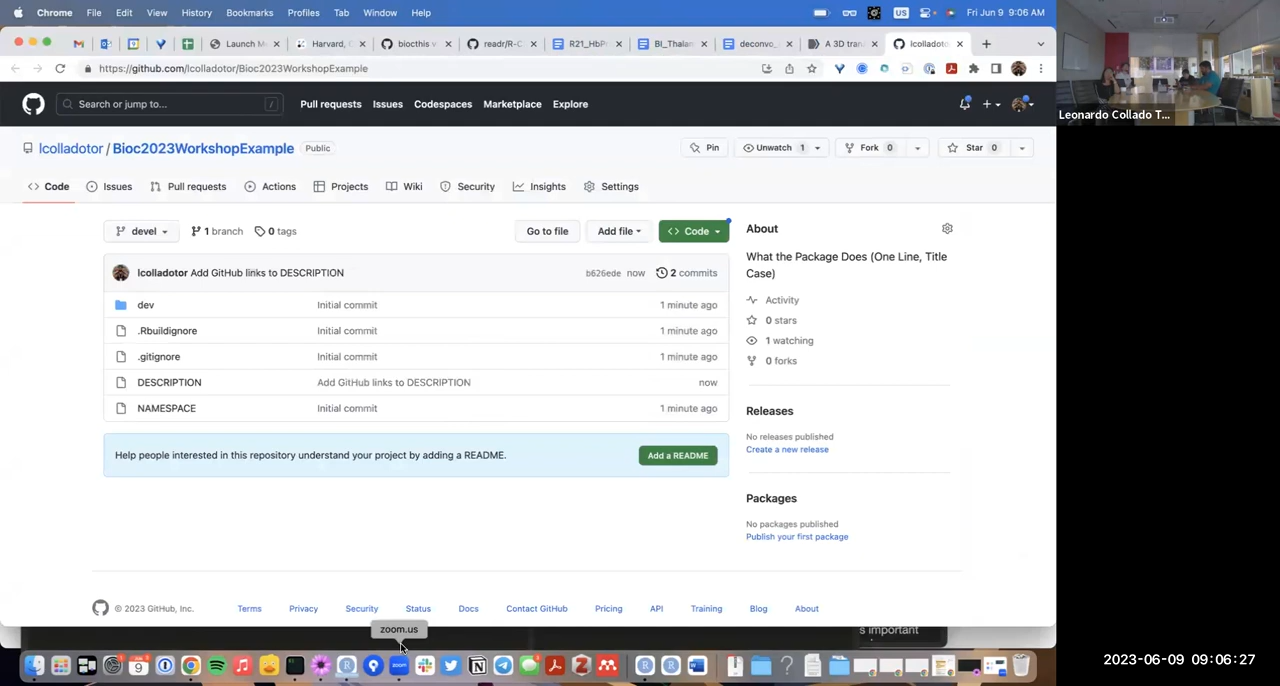 Chrome File Edit View History Bookmarks Profiles Tab Window Help US Fri Jun 9 9:06 AM
Launch M Harvard, biocthis v readr/R-C R21_HbP BI_Thalan deconvo_ A 3D tran lcolladot
https://github.com/lcolladotor/Bioc2023WorkshopExample
Search or jump to... / Pull requests Issues Codespaces Marketplace Explore
Leonardo Collado T...
lcolladotor / Bioc2023WorkshopExample Public Pin Unwatch 1 Fork 0 Star 0
Code Issues Pull requests Actions Projects Wiki Security Insights Settings
devel 1 branch 0 tags Go to file Add file Code
About
What the Package Does (One Line, Title
Case)
lcolladotor Add GitHub links to DESCRIPTION b626ede now 2 commits
dev Initial commit 1 minute ago
.Rbuildignore Initial commit 1 minute ago
.gitignore Initial commit 1 minute ago
DESCRIPTION Add GitHub links to DESCRIPTION now
NAMESPACE Initial commit 1 minute ago
Activity
0 stars
1 watching
0 forks
Help people interested in this repository understand your project by adding a README. Add a README
Releases
No releases published
Create a new release
Packages
No packages published
Publish your first package
© 2023 GitHub, Inc. Terms Privacy Security Status Docs Contact GitHub Pricing API Training Blog About
zoom.us
s important
2023-06-09 09:06:27